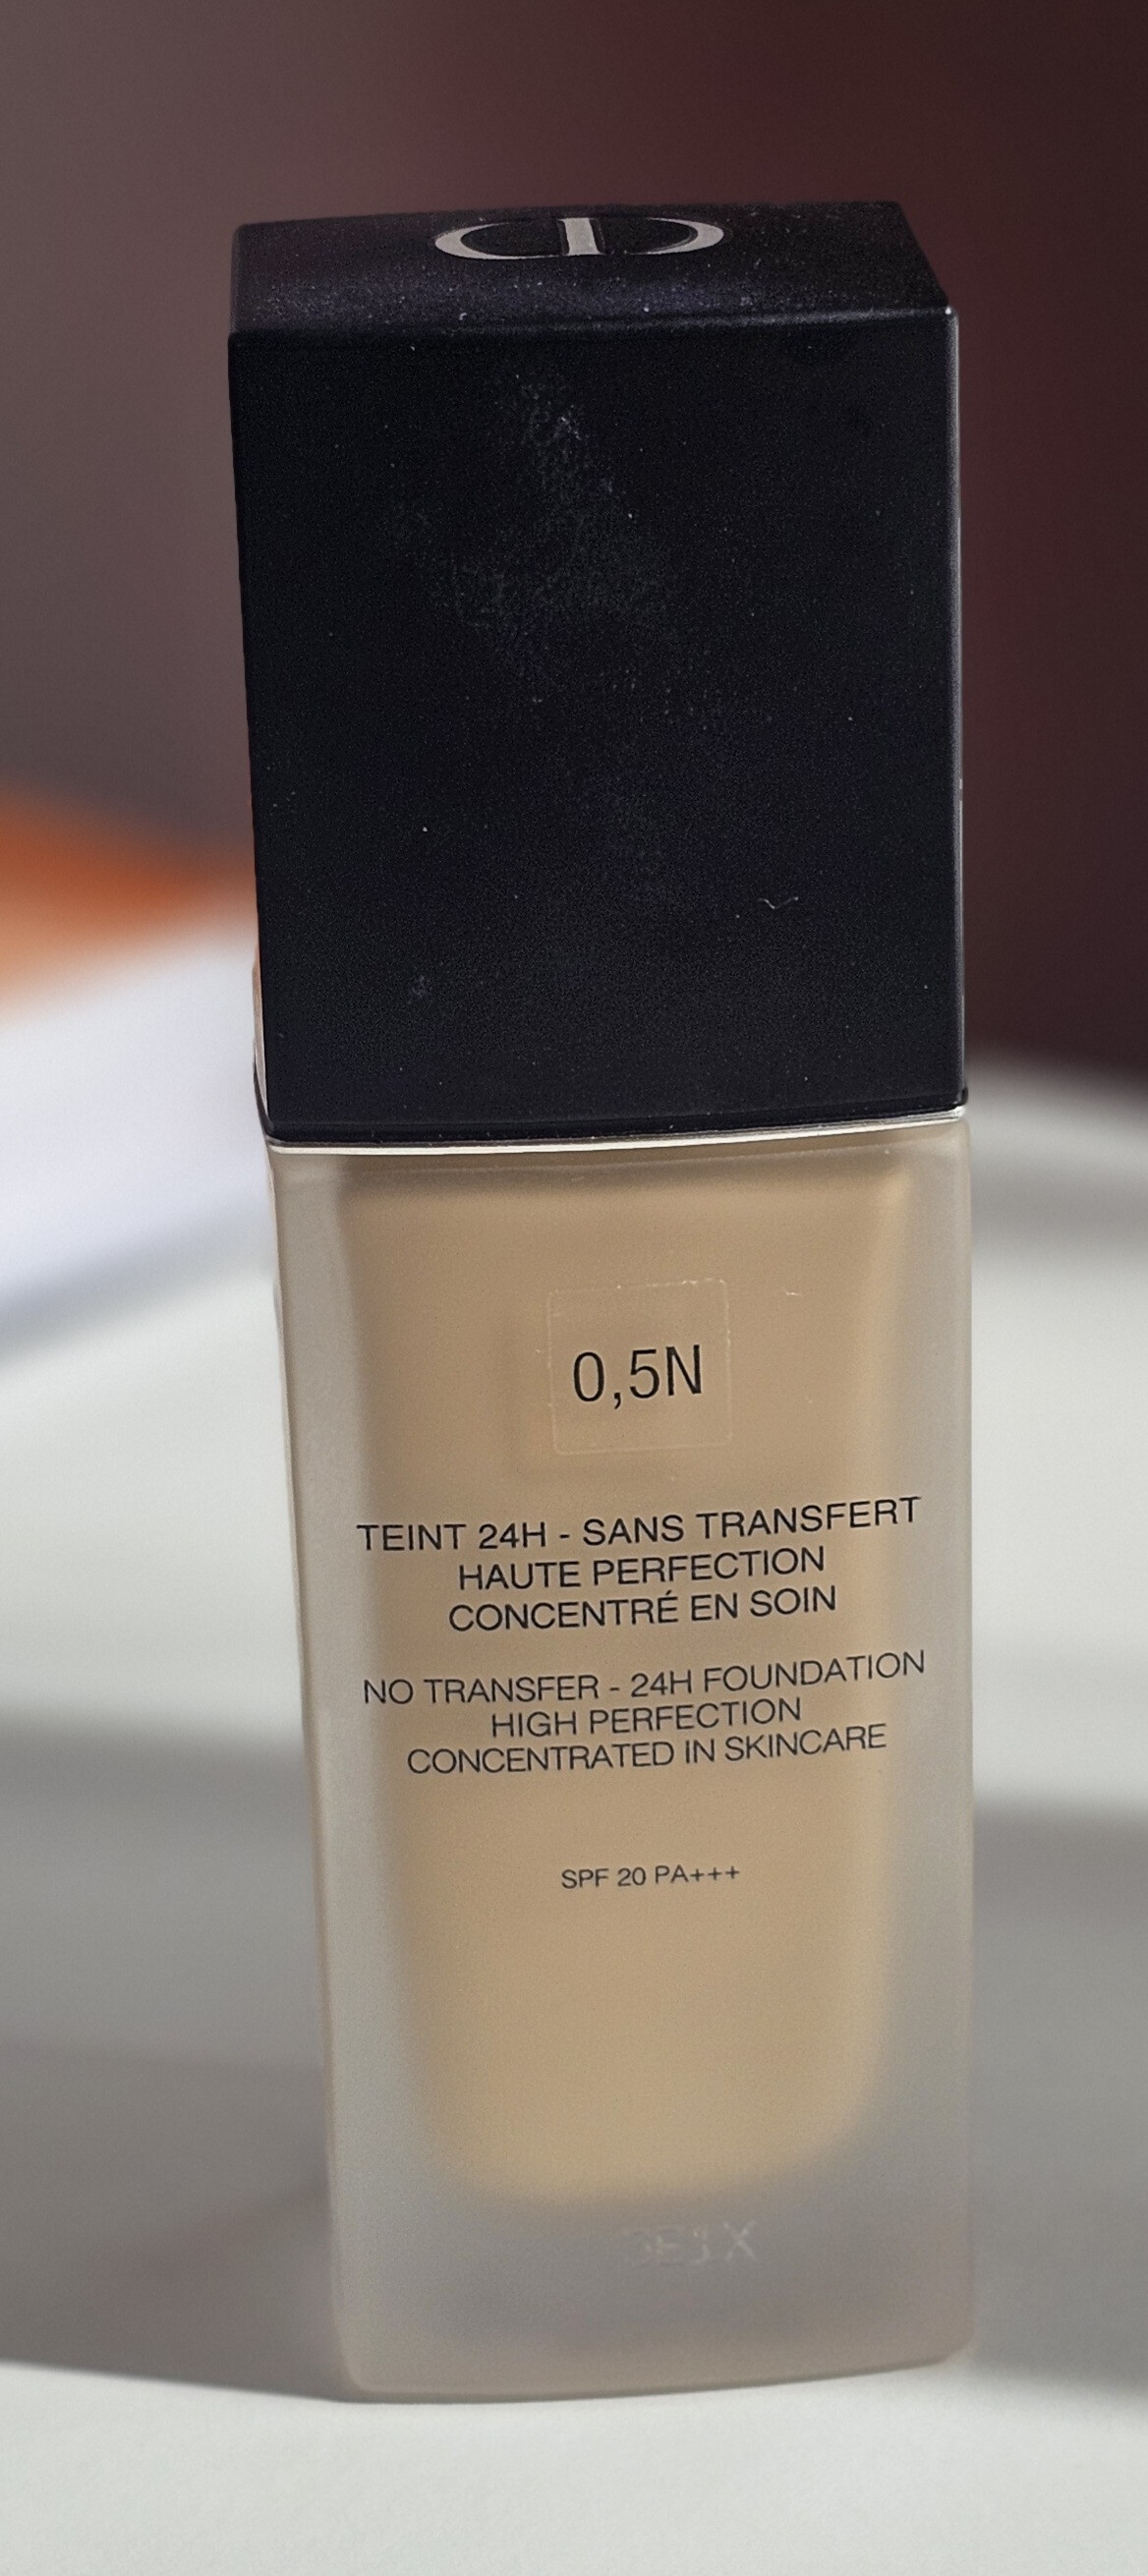 0,5N
TEINT 24H - SANS TRANSFERT
HAUTE PERFECTION
CONCENTRÉ EN SOIN
NO TRANSFER - 24H FOUNDATION
HIGH PERFECTION
CONCENTRATED IN SKINCARE
SPF 20 PA+++